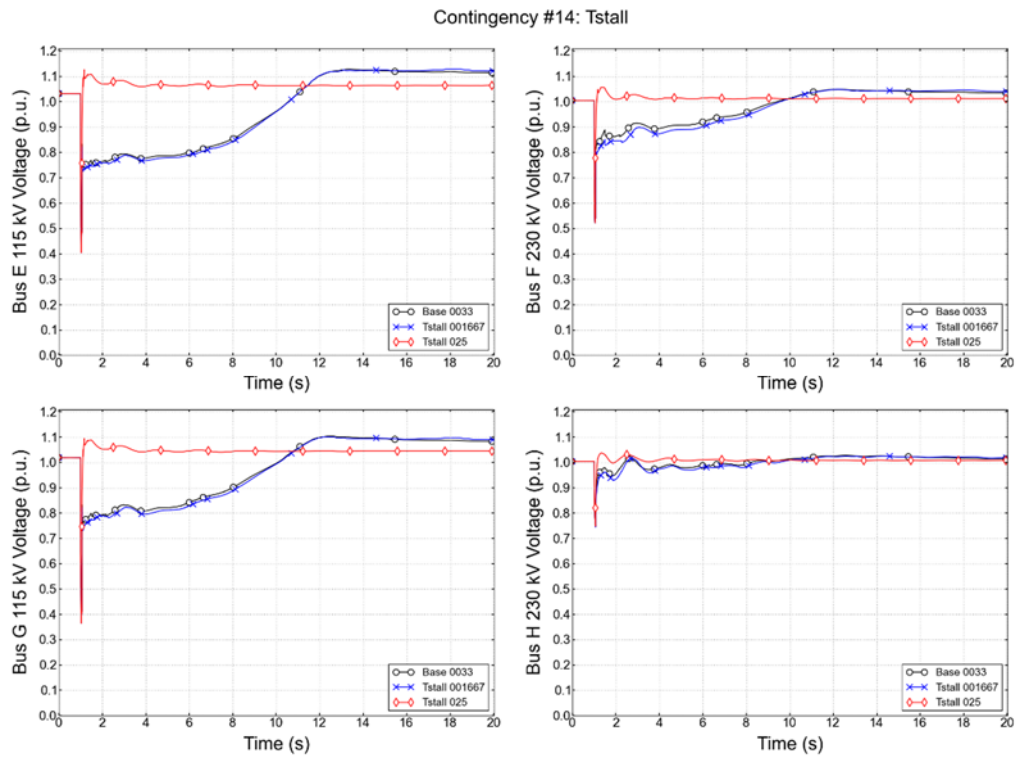 Contingency #14: Tstall
Bus E 115 kV Voltage (p.u.)
1.2
1.1
1.0
0.9
0.8
0.7
0.6
0.5
0.4
0.3
0.2
0.1
0.0
Base 0033
Tstall 001667
Tstall 025
0 2 4 6 8 10 12 14 16 18 20
Time (s)
Bus F 230 kV Voltage (p.u.)
1.2
1.1
1.0
0.9
0.8
0.7
0.6
0.5
0.4
0.3
0.2
0.1
0.0
Base 0033
Tstall 001667
Tstall 025
0 2 4 6 8 10 12 14 16 18 20
Time (s)
Bus G 115 kV Voltage (p.u.)
1.2
1.1
1.0
0.9
0.8
0.7
0.6
0.5
0.4
0.3
0.2
0.1
0.0
Base 0033
Tstall 001667
Tstall 025
0 2 4 6 8 10 12 14 16 18 20
Time (s)
Bus H 230 kV Voltage (p.u.)
1.2
1.1
1.0
0.9
0.8
0.7
0.6
0.5
0.4
0.3
0.2
0.1
0.0
Base 0033
Tstall 001667
Tstall 025
0 2 4 6 8 10 12 14 16 18 20
Time (s)